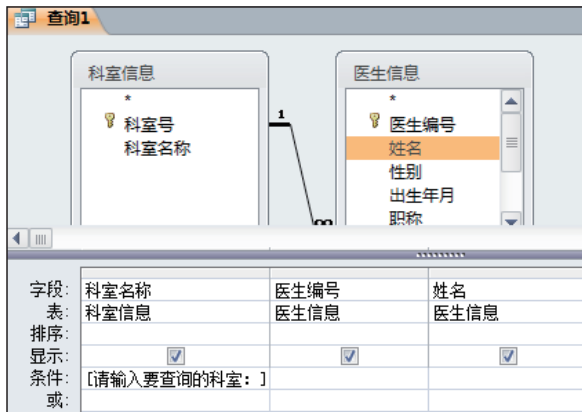 查询1
科室信息
*
科室号
科室名称
1
∞
医生信息
*
医生编号
姓名
性别
出生年月
职称
字段: 科室名称 医生编号 姓名
表: 科室信息 医生信息 医生信息
排序:
显示:
条件: [请输入要查询的科室: ]
或: